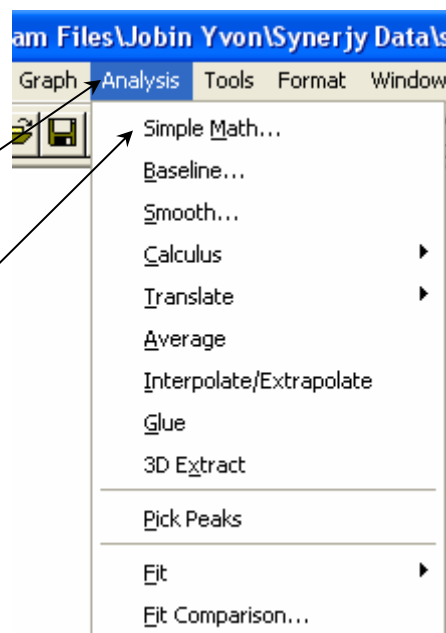 am Files\Jobin Yvon\Synerjy Data\s
Graph Analysis Tools Format Window
Simple Math...
Baseline...
Smooth...
Calculus
Translate
Average
Interpolate/Extrapolate
Glue
3D Extract
Pick Peaks
Fit
Fit Comparison...